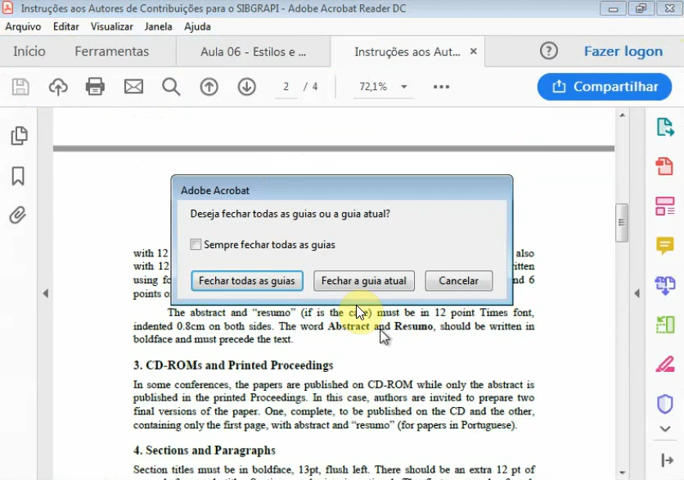 Instruções aos Autores de Contribuições para o SIBGRAPI - Adobe Acrobat Reader DC
Arquivo Editar Visualizar Janela Ajuda
Início Ferramentas Aula 06 - Estilos e ... Instruções aos Aut... × ? Fazer logon
2 / 4 72,1% Compartilhar
Adobe Acrobat
Deseja fechar todas as guias ou a guia atual?
Sempre fechar todas as guias
Fechar todas as guias Fechar a guia atual Cancelar
with 12 also
with 12 written
using fo nd 6
points o
The abstract and “resumo” (if is the case) must be in 12 point Times font,
indented 0.8cm on both sides. The word Abstract and Resumo, should be written in
boldface and must precede the text.
3. CD-ROMs and Printed Proceedings
In some conferences, the papers are published on CD-ROM while only the abstract is
published in the printed Proceedings. In this case, authors are invited to prepare two
final versions of the paper. One, complete, to be published on the CD and the other,
containing only the first page, with abstract and “resumo” (for papers in Portuguese).
4. Sections and Paragraphs
Section titles must be in boldface, 13pt, flush left. There should be an extra 12 pt of